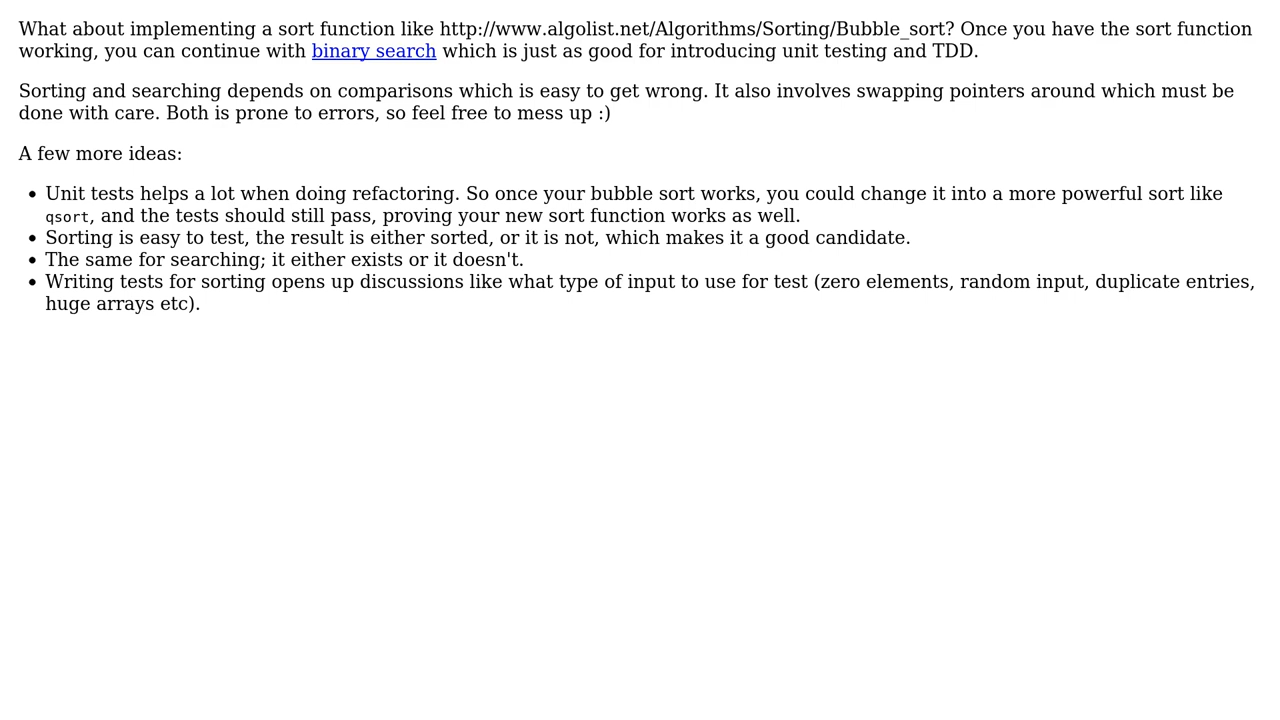 What about implementing a sort function like http://www.algolist.net/Algorithms/Sorting/Bubble_sort? Once you have the sort function
working, you can continue with binary search which is just as good for introducing unit testing and TDD.
Sorting and searching depends on comparisons which is easy to get wrong. It also involves swapping pointers around which must be
done with care. Both is prone to errors, so feel free to mess up :)
A few more ideas:
• Unit tests helps a lot when doing refactoring. So once your bubble sort works, you could change it into a more powerful sort like
qsort, and the tests should still pass, proving your new sort function works as well.
• Sorting is easy to test, the result is either sorted, or it is not, which makes it a good candidate.
• The same for searching; it either exists or it doesn't.
• Writing tests for sorting opens up discussions like what type of input to use for test (zero elements, random input, duplicate entries,
huge arrays etc).